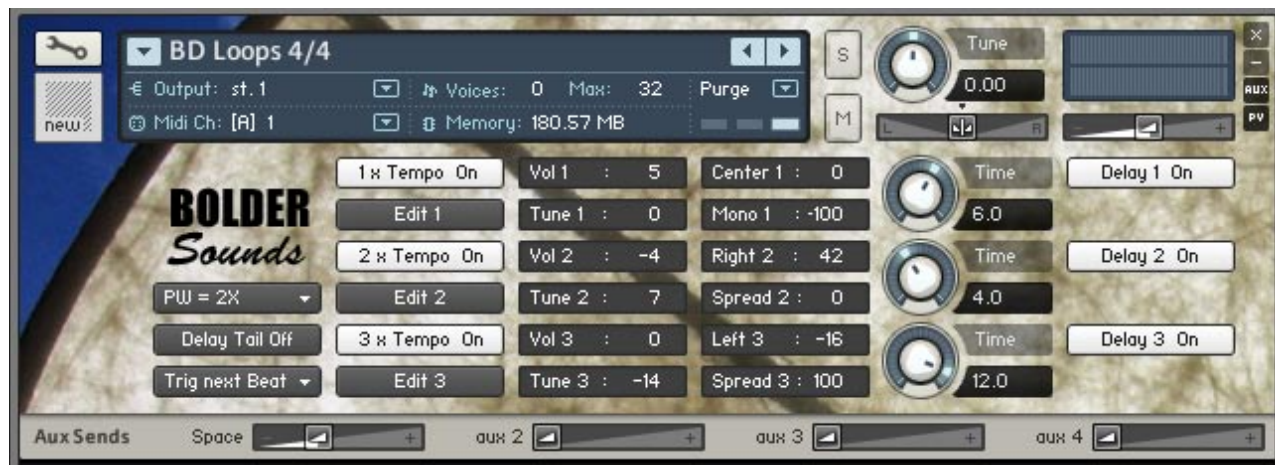 BD Loops 4/4
S
Tune
X
–
Output: st. 1
Voices: 0 Max: 32
Purge
0.00
AUX
new
Midi Ch: [A] 1
Memory: 180.57 MB
M
L R
- +
PV
1 x Tempo On
Vol 1 : 5
Center 1 : 0
Time
Delay 1 On
BOLDER
Edit 1
Tune 1 : 0
Mono 1 : -100
6.0
Sounds
2 x Tempo On
Vol 2 : -4
Right 2 : 42
Time
Delay 2 On
PW = 2X
Edit 2
Tune 2 : 7
Spread 2 : 0
4.0
Delay Tail Off
3 x Tempo On
Vol 3 : 0
Left 3 : -16
Time
Delay 3 On
Trig next Beat
Edit 3
Tune 3 : -14
Spread 3 : 100
12.0
Aux Sends
Space - +
aux 2 +
aux 3 +
aux 4 +